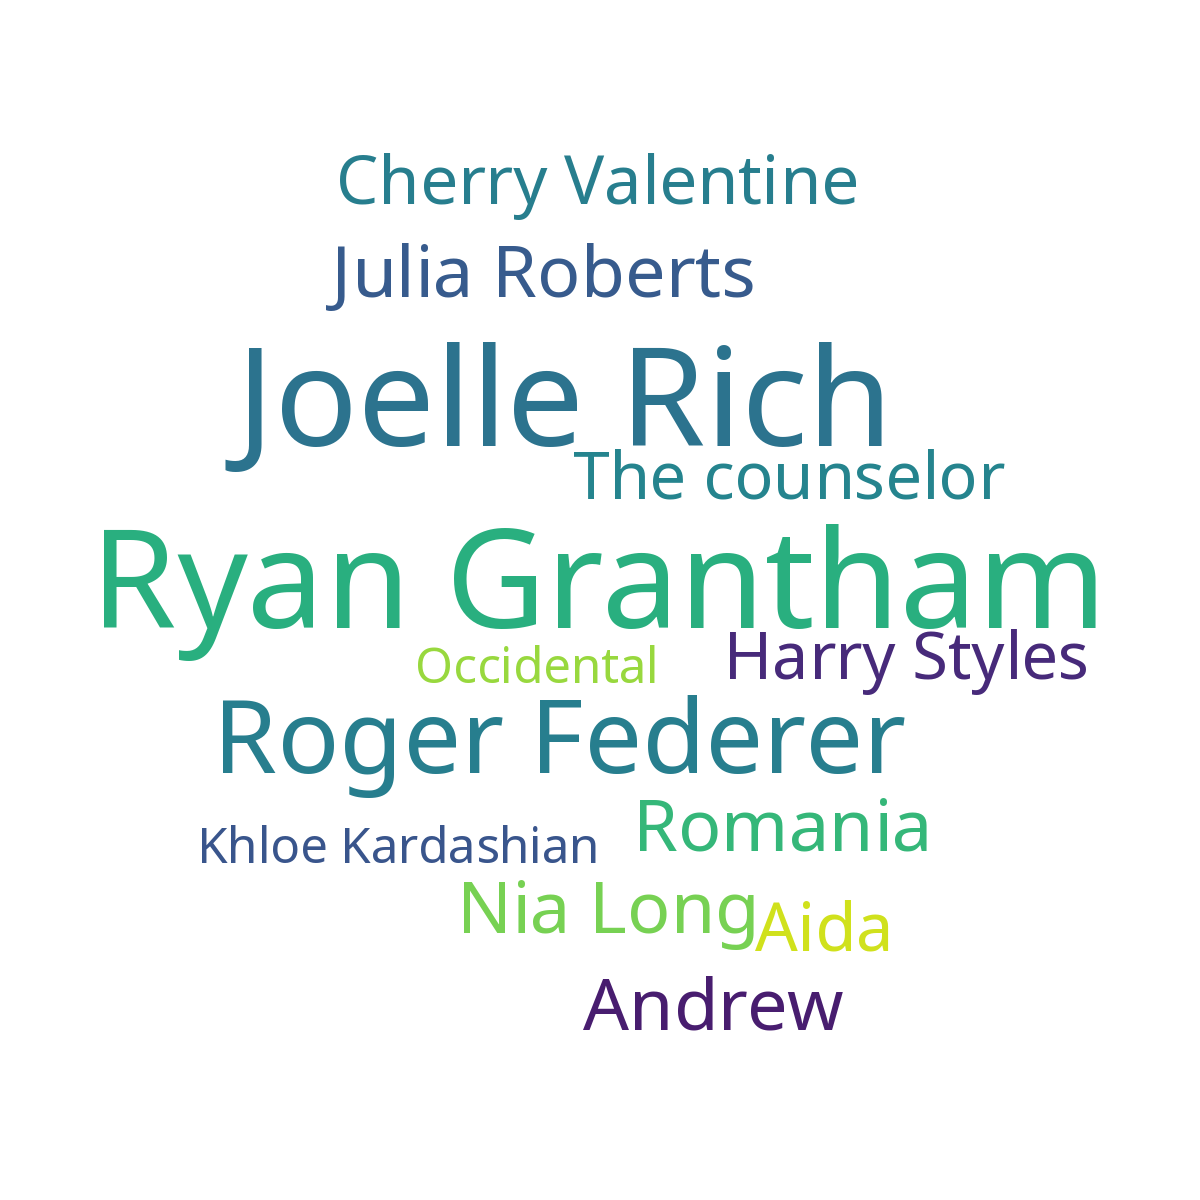 Cherry Valentine
Julia Roberts
Joelle Rich
The counselor
Ryan Grantham
Harry Styles
Occidental
Roger Federer
Romania
Khloe Kardashian
Nia Long
Aida
Andrew